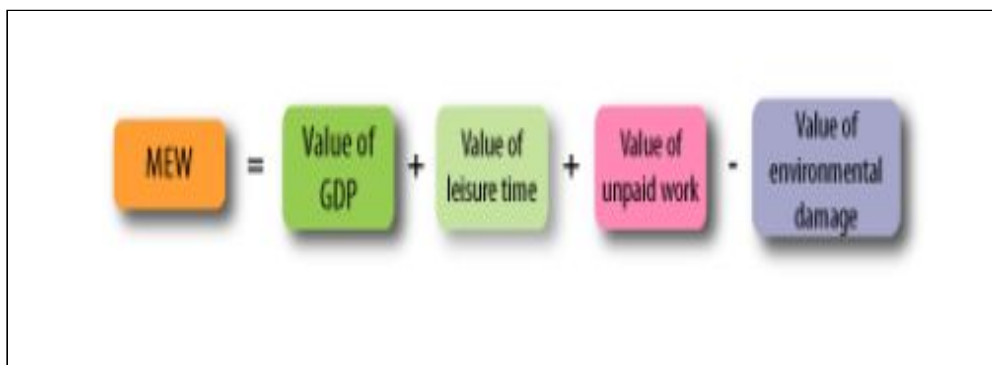 MEW = Value of GDP + Value of leisure time + Value of unpaid work - Value of environmental damage